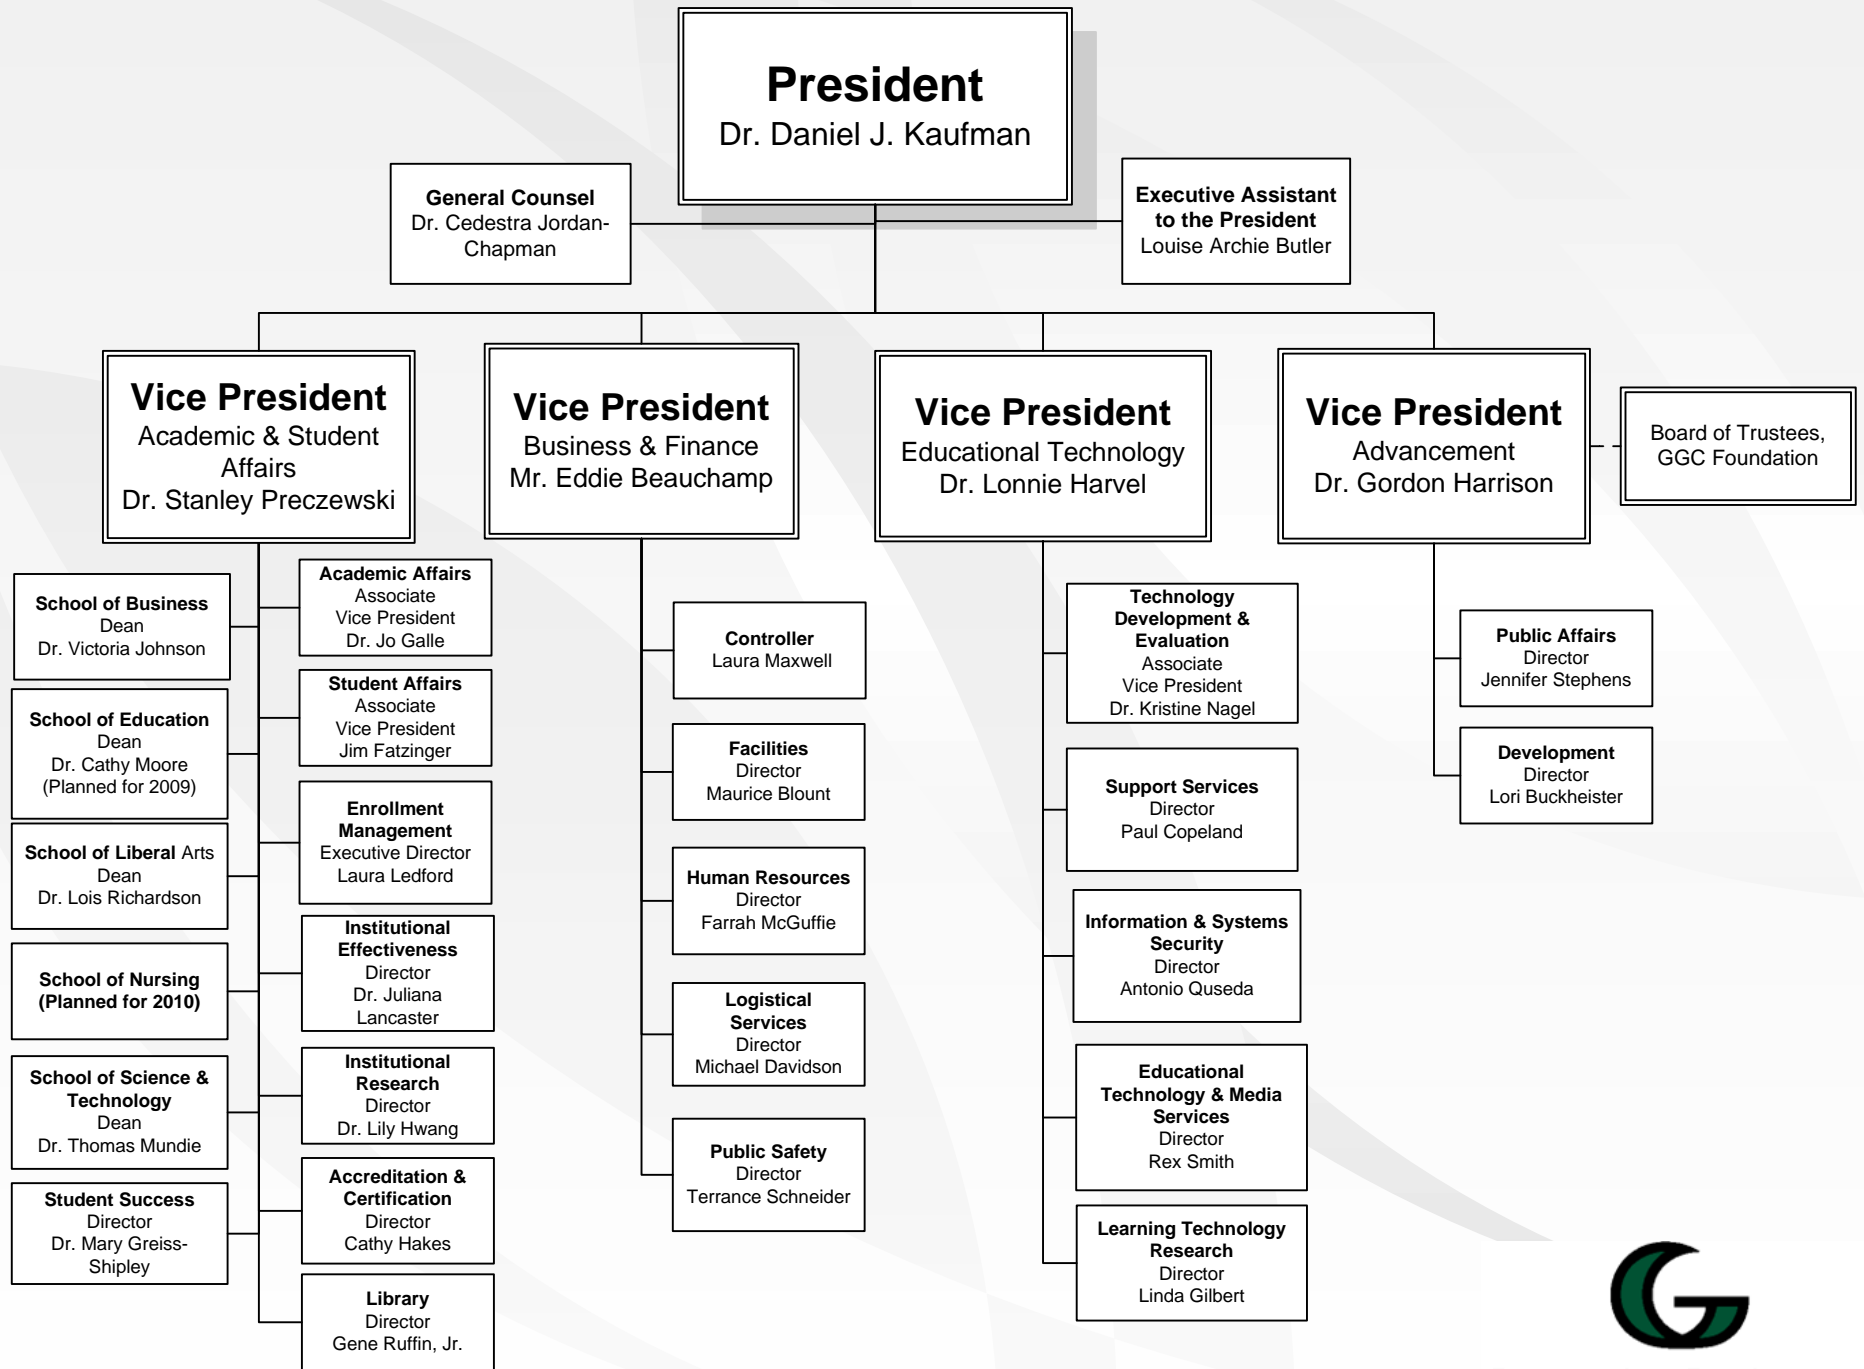 President
Dr. Daniel J. Kaufman
General Counsel
Dr. Cedestra Jordan-
Chapman
Executive Assistant
to the President
Louise Archie Butler
Vice President
Academic & Student
Affairs
Dr. Stanley Preczewski
Vice President
Business & Finance
Mr. Eddie Beauchamp
Vice President
Educational Technology
Dr. Lonnie Harvel
Vice President
Advancement
Dr. Gordon Harrison
Board of Trustees,
GGC Foundation
School of Business
Dean
Dr. Victoria Johnson
School of Education
Dean
Dr. Cathy Moore
(Planned for 2009)
School of Liberal Arts
Dean
Dr. Lois Richardson
School of Nursing
(Planned for 2010)
School of Science &
Technology
Dean
Dr. Thomas Mundie
Student Success
Director
Dr. Mary Greiss-
Shipley
Academic Affairs
Associate
Vice President
Dr. Jo Galle
Student Affairs
Associate
Vice President
Jim Fatzinger
Enrollment
Management
Executive Director
Laura Ledford
Institutional
Effectiveness
Director
Dr. Juliana
Lancaster
Institutional
Research
Director
Dr. Lily Hwang
Accreditation &
Certification
Director
Cathy Hakes
Library
Director
Gene Ruffin, Jr.
Controller
Laura Maxwell
Facilities
Director
Maurice Blount
Human Resources
Director
Farrah McGuffie
Logistical
Services
Director
Michael Davidson
Public Safety
Director
Terrance Schneider
Technology
Development &
Evaluation
Associate
Vice President
Dr. Kristine Nagel
Support Services
Director
Paul Copeland
Information & Systems
Security
Director
Antonio Quseda
Educational
Technology & Media
Services
Director
Rex Smith
Learning Technology
Research
Director
Linda Gilbert
Public Affairs
Director
Jennifer Stephens
Development
Director
Lori Buckheister
G